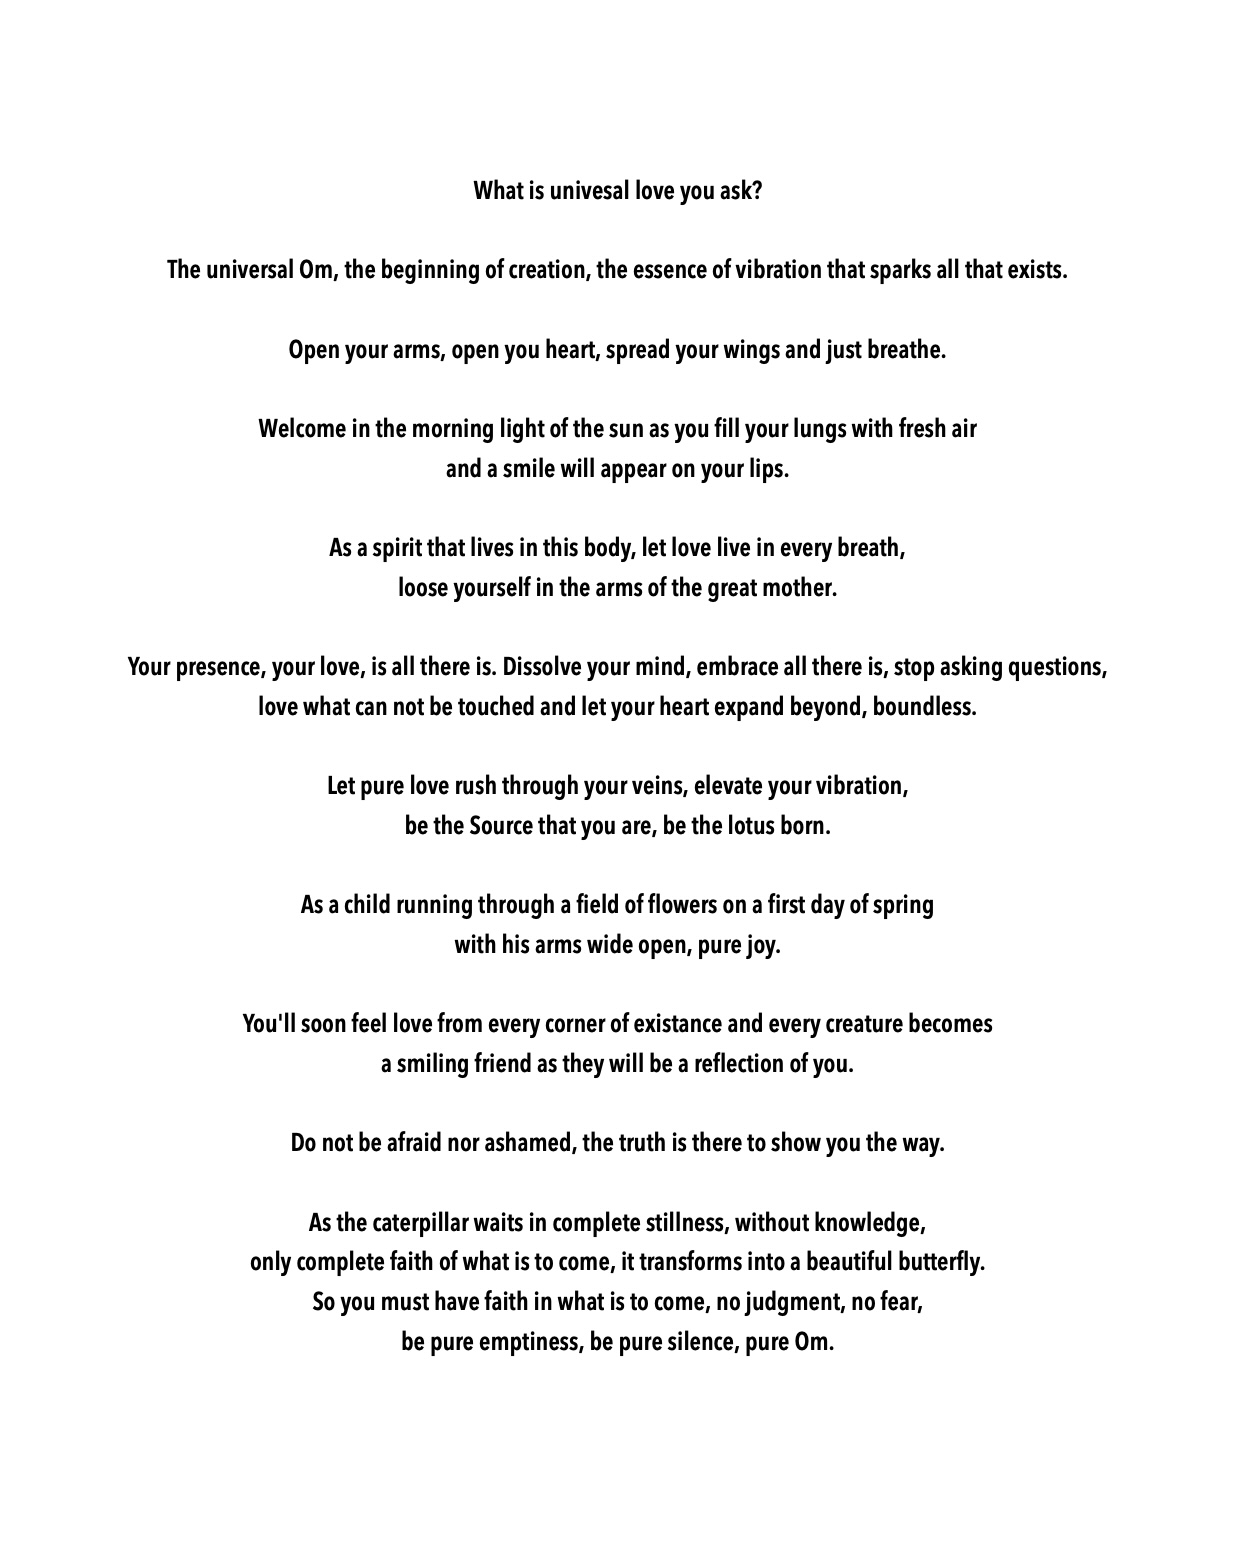 What is univesal love you ask?
The universal Om, the beginning of creation, the essence of vibration that sparks all that exists.
Open your arms, open you heart, spread your wings and just breathe.
Welcome in the morning light of the sun as you fill your lungs with fresh air
and a smile will appear on your lips.
As a spirit that lives in this body, let love live in every breath,
loose yourself in the arms of the great mother.
Your presence, your love, is all there is. Dissolve your mind, embrace all there is, stop asking questions,
love what can not be touched and let your heart expand beyond, boundless.
Let pure love rush through your veins, elevate your vibration,
be the Source that you are, be the lotus born.
As a child running through a field of flowers on a first day of spring
with his arms wide open, pure joy.
You'll soon feel love from every corner of existance and every creature becomes
a smiling friend as they will be a reflection of you.
Do not be afraid nor ashamed, the truth is there to show you the way.
As the caterpillar waits in complete stillness, without knowledge,
only complete faith of what is to come, it transforms into a beautiful butterfly.
So you must have faith in what is to come, no judgment, no fear,
be pure emptiness, be pure silence, pure Om.